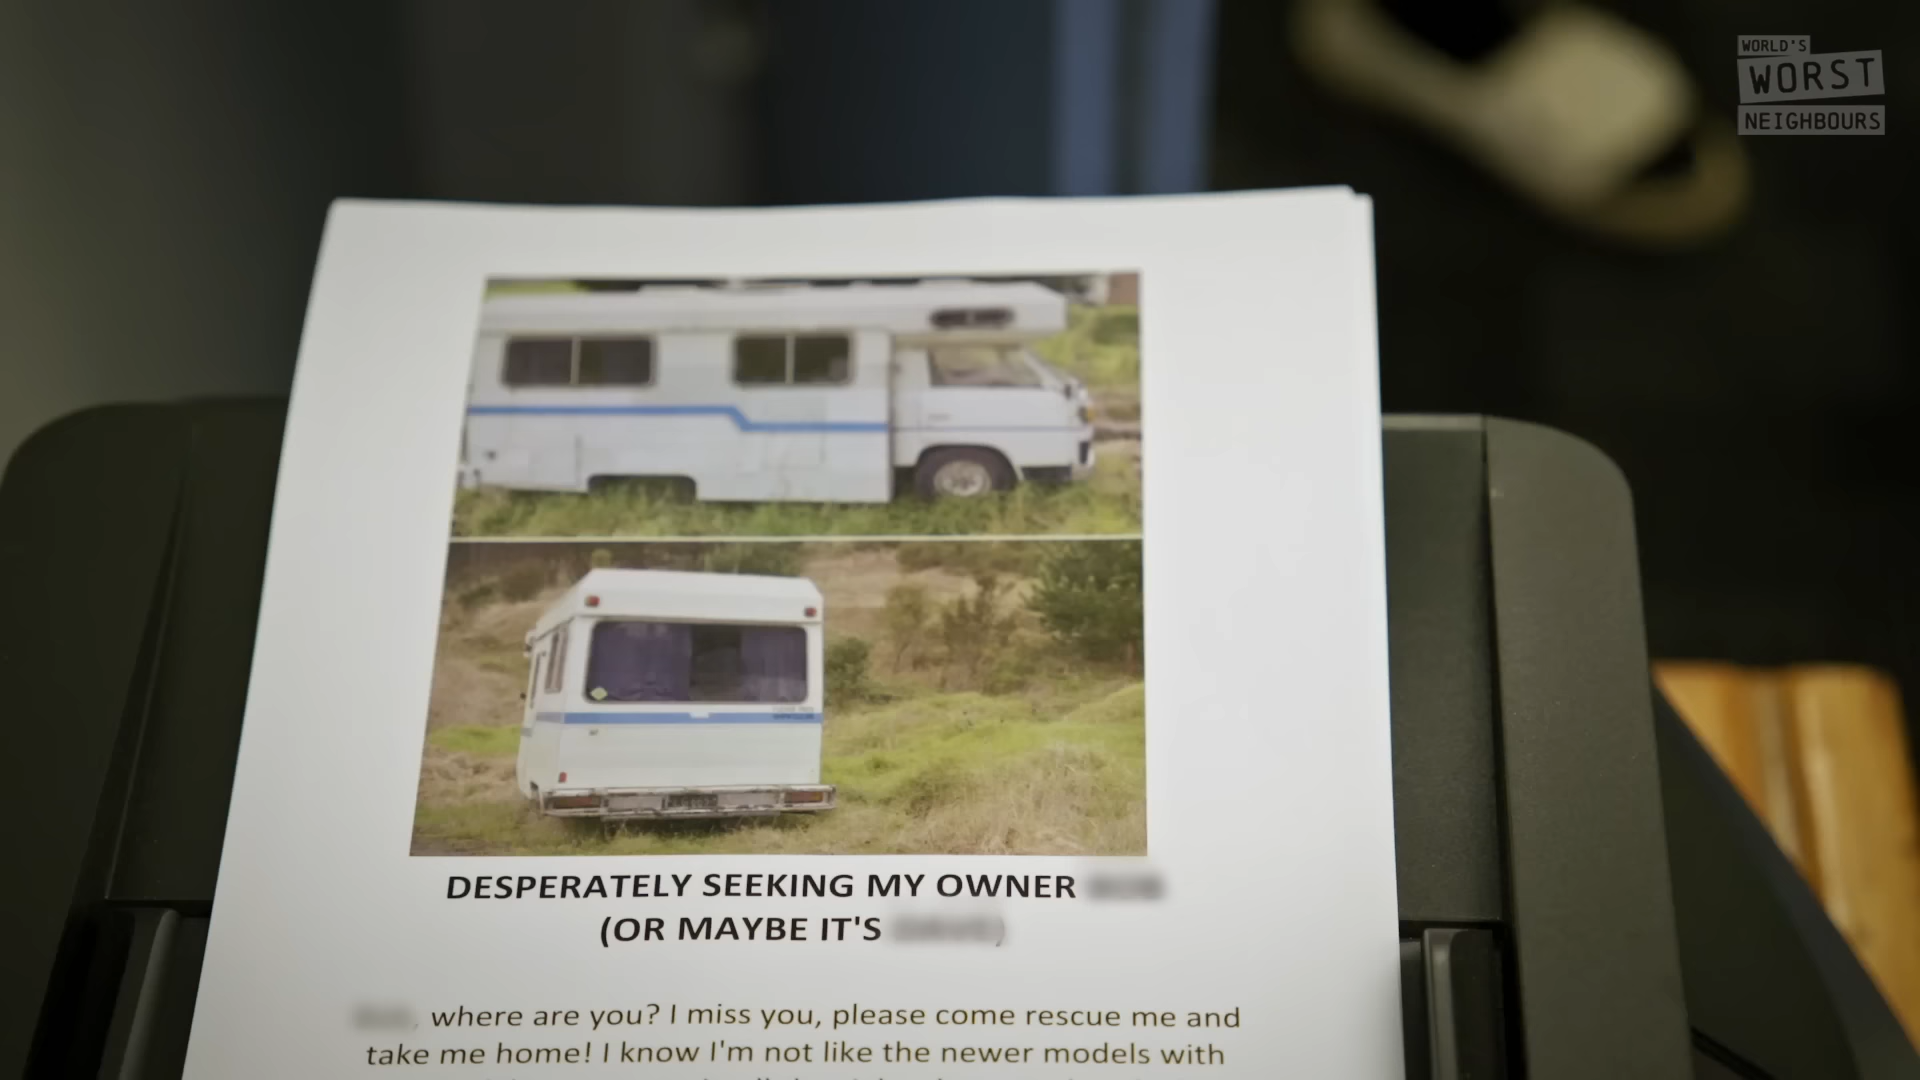 WORLD'S
WORST
NEIGHBOURS
DESPERATELY SEEKING MY OWNER
(OR MAYBE IT'S
, where are you? I miss you, please come rescue me and
take me home! I know I'm not like the newer models with